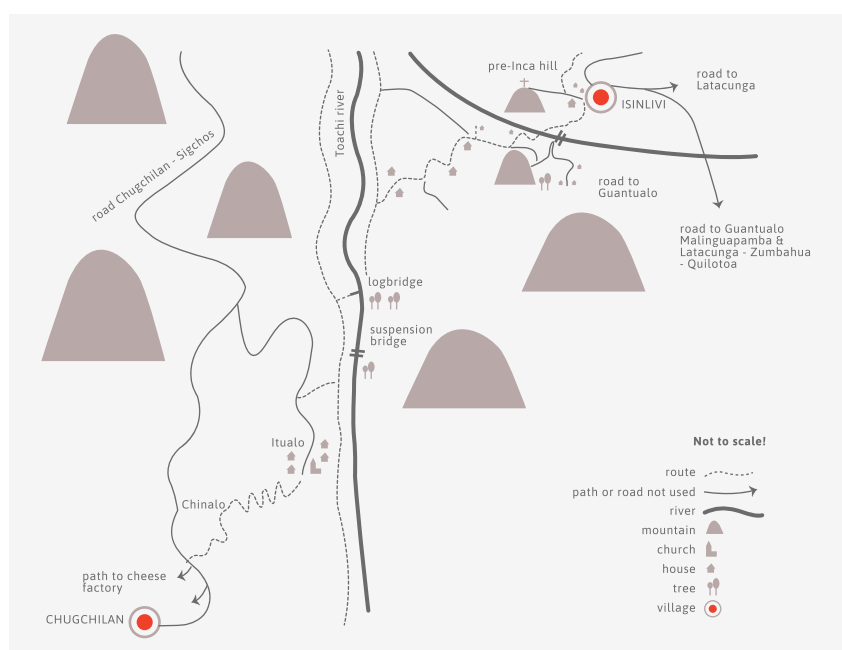 pre-Inca hill
road to
Latacunga
ISINLIVI
Toachi river
road Chugchilan - Sigchos
road to
Guantualo
road to Guantualo
Malinguapamba &
Latacunga - Zumbahua
- Quilotoa
logbridge
suspension
bridge
Itualo
Not to scale!
route
path or road not used
river
mountain
church
house
tree
village
Chinalo
path to cheese
factory
CHUGCHILAN